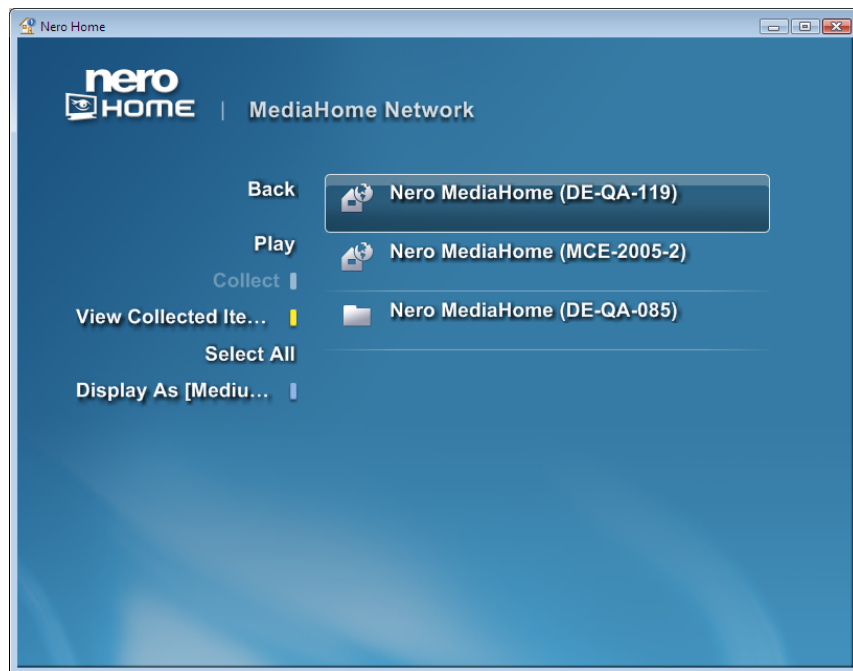 Nero Home
nero
HOME | MediaHome Network
Back
Play
Collect
View Collected Ite...
Select All
Display As [Mediu...
Nero MediaHome (DE-QA-119)
Nero MediaHome (MCE-2005-2)
Nero MediaHome (DE-QA-085)